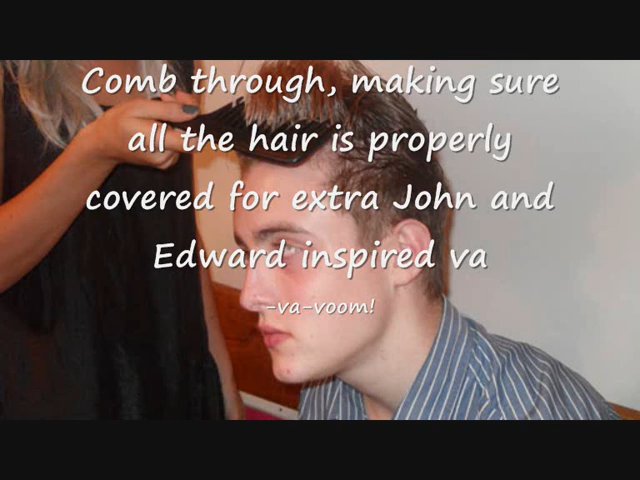 Comb through, making sure
all the hair is properly
covered for extra John and
Edward inspired va
-va-voom!